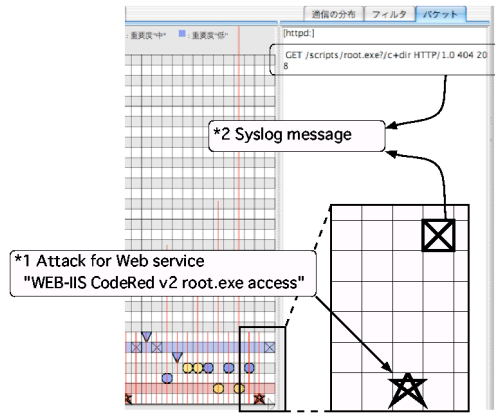 通信の分布
フィルタ
パケット
：重要度"中"
：重要度"低"
[httpd:]
GET /scripts/root.exe?/c+dir HTTP/1.0 404 20
8
*2 Syslog message
*1 Attack for Web service
"WEB-IIS CodeRed v2 root.exe access"